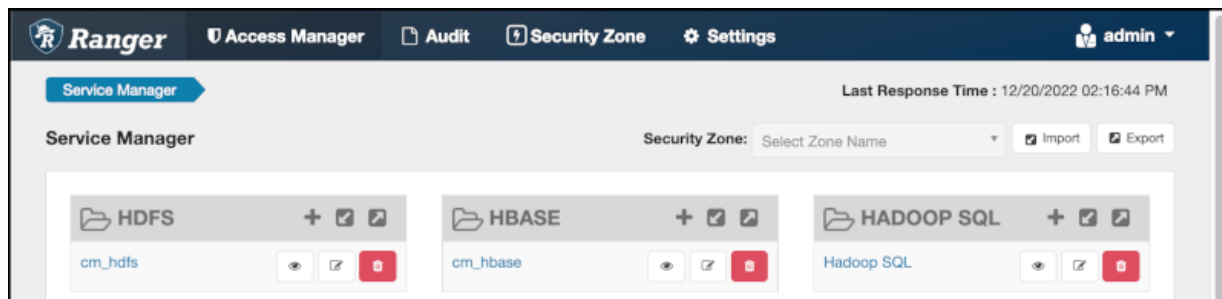 Ranger Access Manager Audit Security Zone Settings admin
Service Manager Last Response Time : 12/20/2022 02:16:44 PM
Service Manager Security Zone: Select Zone Name Import Export
HDFS HBASE HADOOP SQL
cm_hdfs cm_hbase Hadoop SQL